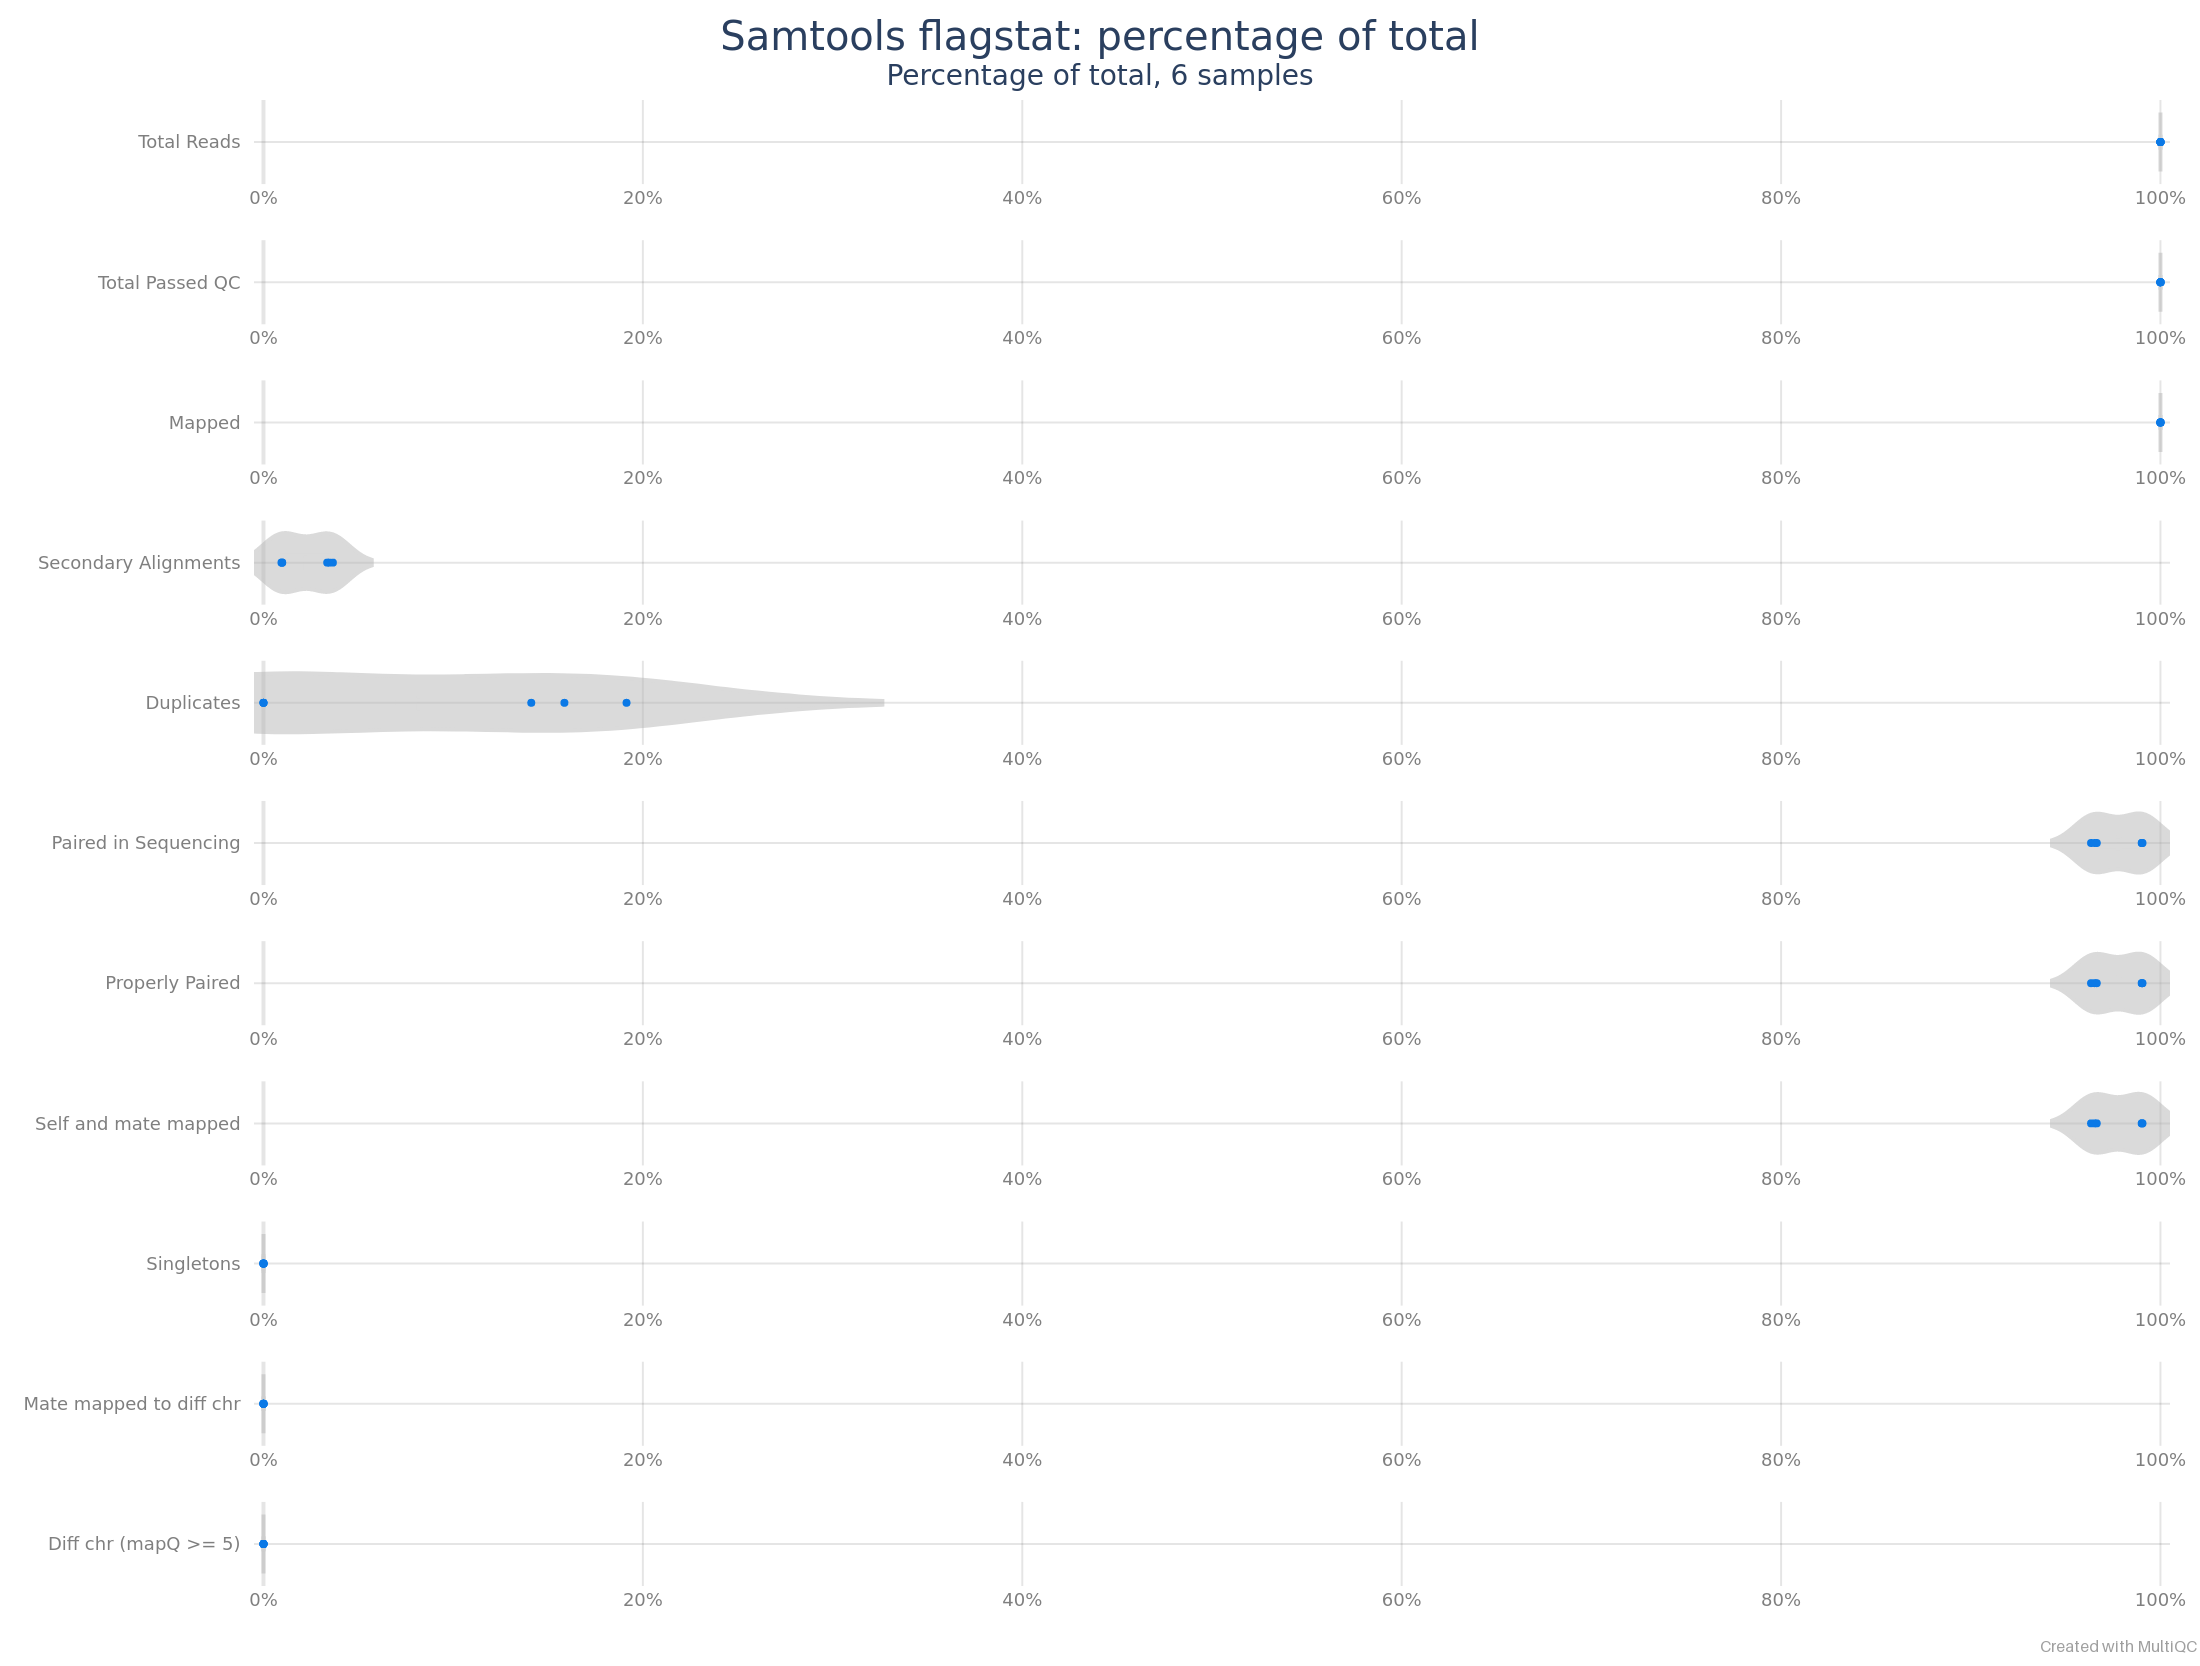 Samtools flagstat: percentage of total
Percentage of total, 6 samples
Total Reads
0% 20% 40% 60% 80% 100%
Total Passed QC
0% 20% 40% 60% 80% 100%
Mapped
0% 20% 40% 60% 80% 100%
Secondary Alignments
0% 20% 40% 60% 80% 100%
Duplicates
0% 20% 40% 60% 80% 100%
Paired in Sequencing
0% 20% 40% 60% 80% 100%
Properly Paired
0% 20% 40% 60% 80% 100%
Self and mate mapped
0% 20% 40% 60% 80% 100%
Singletons
0% 20% 40% 60% 80% 100%
Mate mapped to diff chr
0% 20% 40% 60% 80% 100%
Diff chr (mapQ >= 5)
0% 20% 40% 60% 80% 100%
Created with MultiQC